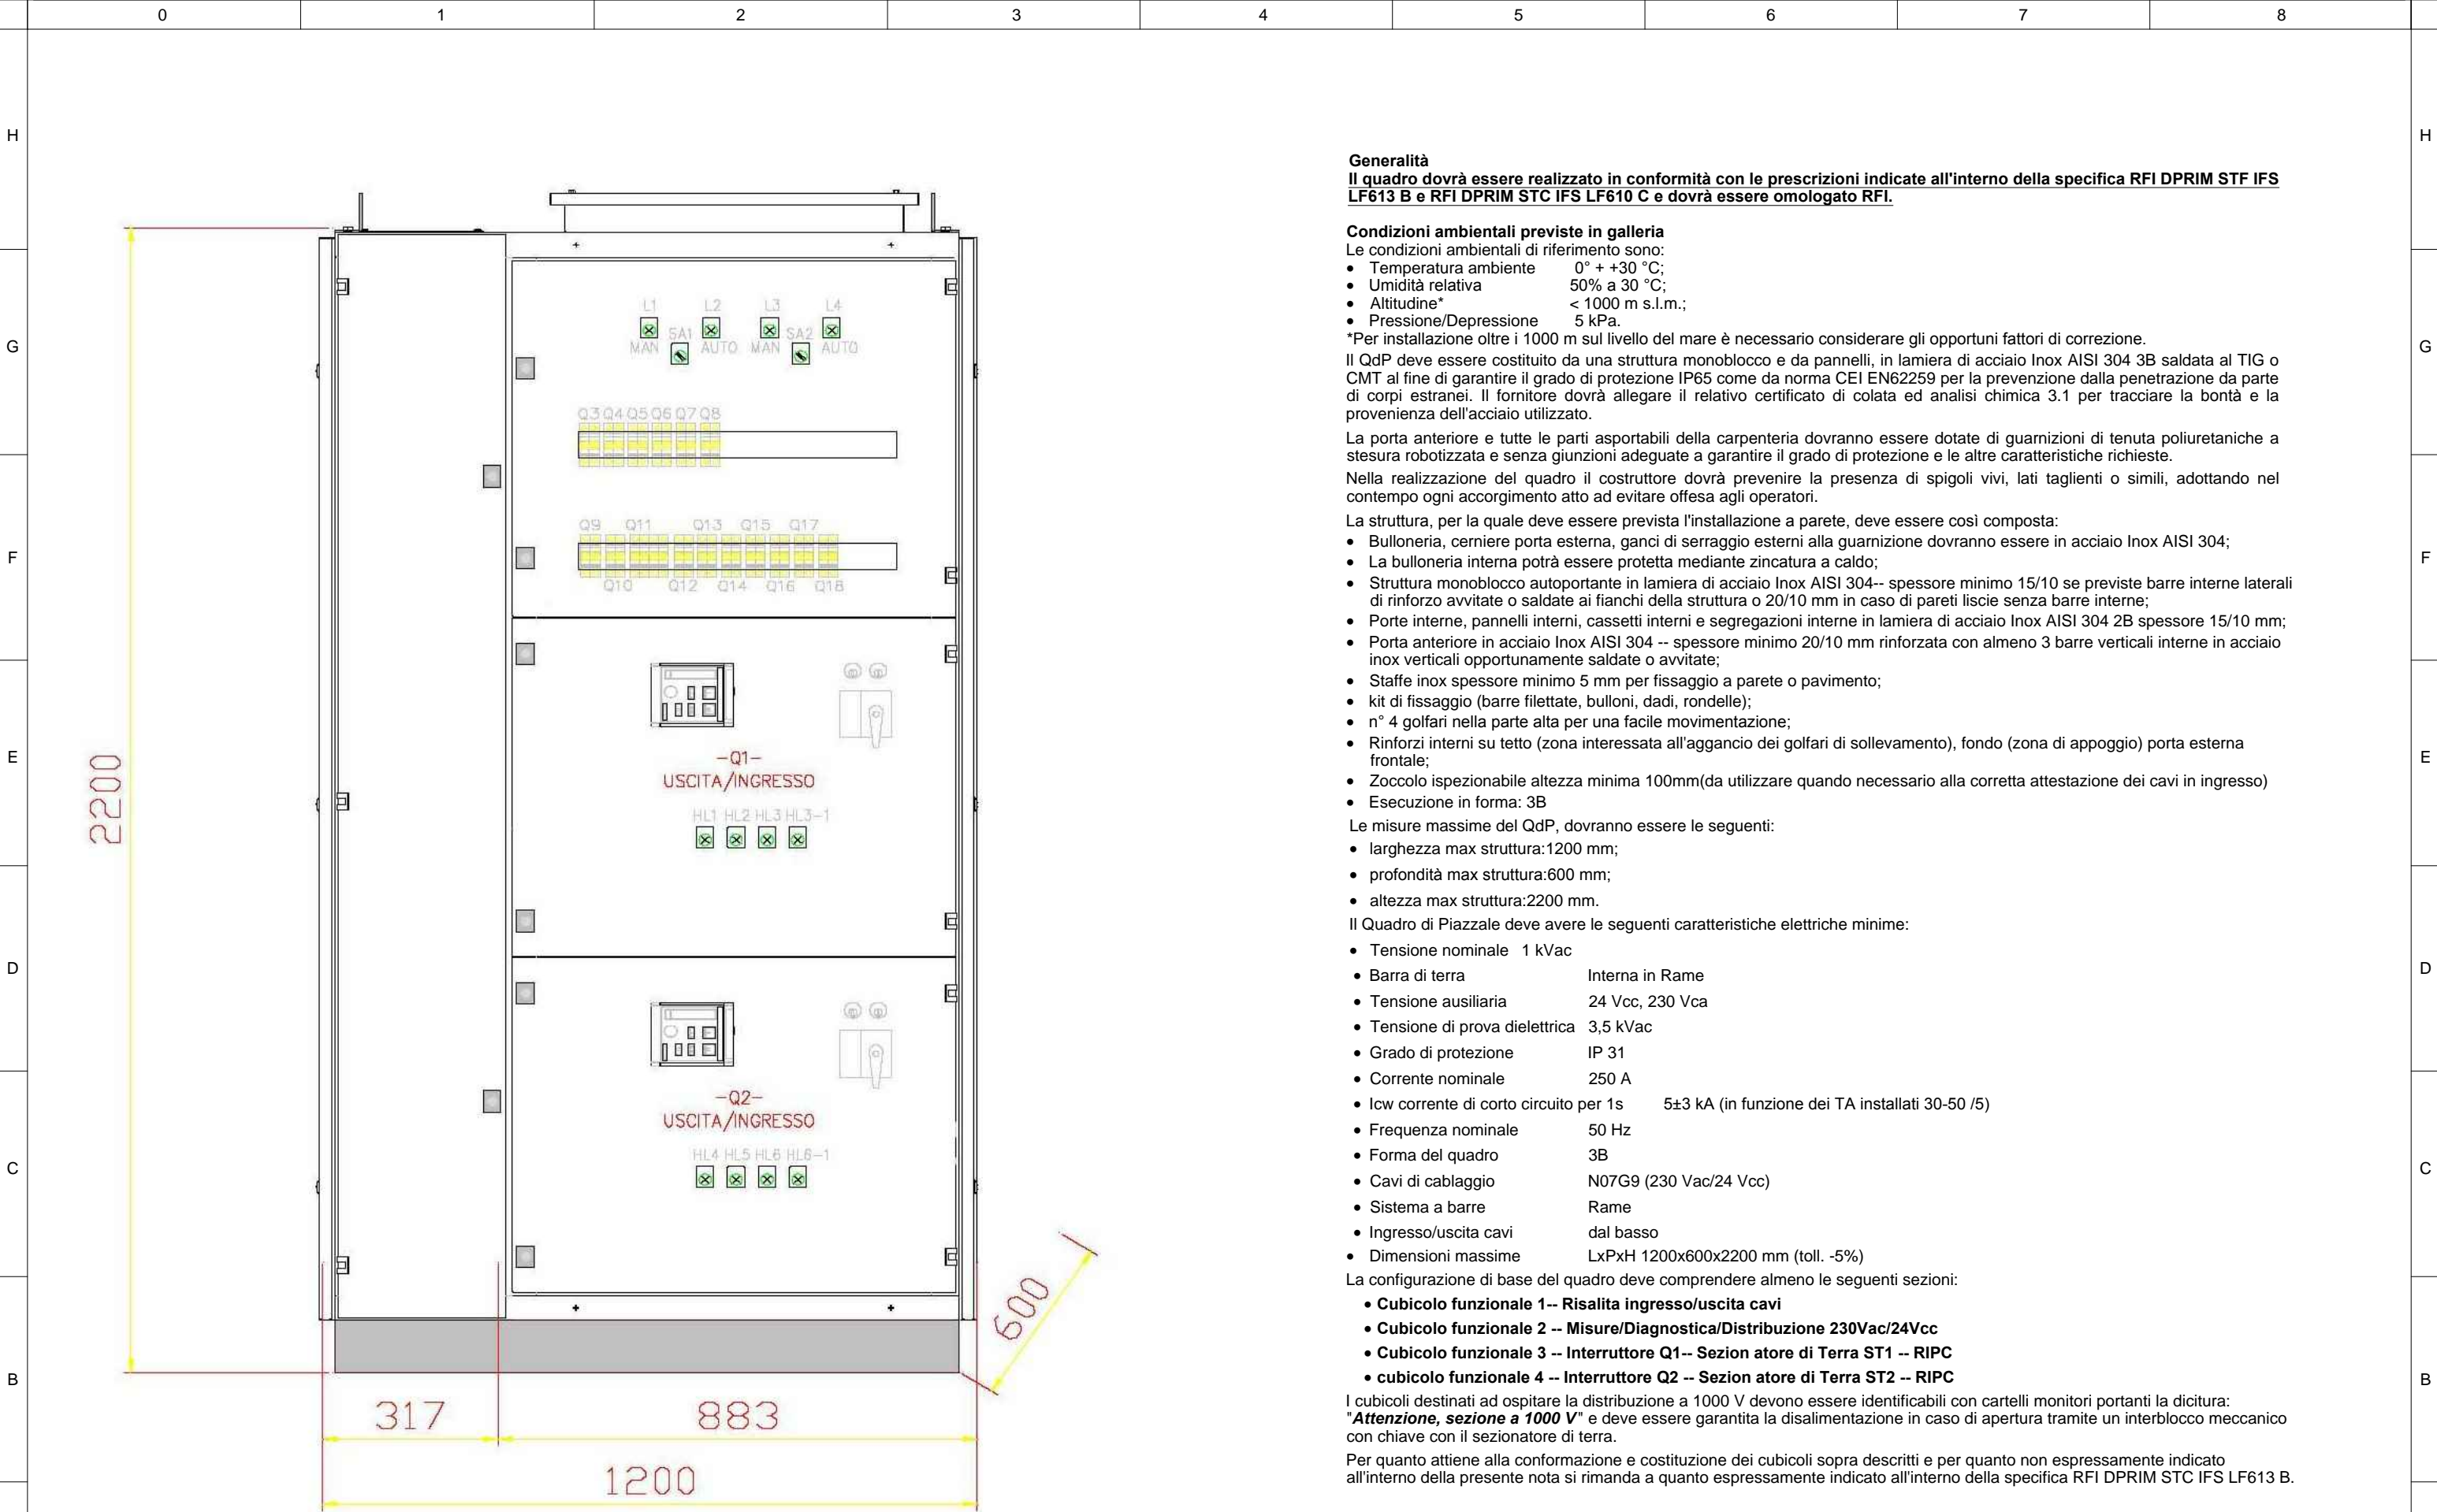 0 1 2 3 4 5 6 7 8
H H
G G
F F
E E
D D
C C
B B
L1 L2 L3 L4
SA1 SA2
MAN AUTO MAN AUTO
Q3 Q4 Q5 Q6 Q7 Q8
Q9 Q11 Q13 Q15 Q17
Q10 Q12 Q14 Q16 Q18
-Q1-
USCITA/INGRESSO
HL1 HL2 HL3 HL3-1
-Q2-
USCITA/INGRESSO
HL4 HL5 HL6 HL6-1
2200
600
317 883
1200
Generalità
Il quadro dovrà essere realizzato in conformità con le prescrizioni indicate all'interno della specifica RFI DPRIM STF IFS
LF613 B e RFI DPRIM STC IFS LF610 C e dovrà essere omologato RFI.
Condizioni ambientali previste in galleria
Le condizioni ambientali di riferimento sono:
• Temperatura ambiente 0° + +30 °C;
• Umidità relativa 50% a 30 °C;
• Altitudine* < 1000 m s.l.m.;
• Pressione/Depressione 5 kPa.
*Per installazione oltre i 1000 m sul livello del mare è necessario considerare gli opportuni fattori di correzione.
Il QdP deve essere costituito da una struttura monoblocco e da pannelli, in lamiera di acciaio Inox AISI 304 3B saldata al TIG o
CMT al fine di garantire il grado di protezione IP65 come da norma CEI EN62259 per la prevenzione dalla penetrazione da parte
di corpi estranei. Il fornitore dovrà allegare il relativo certificato di colata ed analisi chimica 3.1 per tracciare la bontà e la
provenienza dell'acciaio utilizzato.
La porta anteriore e tutte le parti asportabili della carpenteria dovranno essere dotate di guarnizioni di tenuta poliuretaniche a
stesura robotizzata e senza giunzioni adeguate a garantire il grado di protezione e le altre caratteristiche richieste.
Nella realizzazione del quadro il costruttore dovrà prevenire la presenza di spigoli vivi, lati taglienti o simili, adottando nel
contempo ogni accorgimento atto ad evitare offesa agli operatori.
La struttura, per la quale deve essere prevista l'installazione a parete, deve essere così composta:
• Bulloneria, cerniere porta esterna, ganci di serraggio esterni alla guarnizione dovranno essere in acciaio Inox AISI 304;
• La bulloneria interna potrà essere protetta mediante zincatura a caldo;
• Struttura monoblocco autoportante in lamiera di acciaio Inox AISI 304-- spessore minimo 15/10 se previste barre interne laterali
di rinforzo avvitate o saldate ai fianchi della struttura o 20/10 mm in caso di pareti liscie senza barre interne;
• Porte interne, pannelli interni, cassetti interni e segregazioni interne in lamiera di acciaio Inox AISI 304 2B spessore 15/10 mm;
• Porta anteriore in acciaio Inox AISI 304 -- spessore minimo 20/10 mm rinforzata con almeno 3 barre verticali interne in acciaio
inox verticali opportunamente saldate o avvitate;
• Staffe inox spessore minimo 5 mm per fissaggio a parete o pavimento;
• kit di fissaggio (barre filettate, bulloni, dadi, rondelle);
• n° 4 golfari nella parte alta per una facile movimentazione;
• Rinforzi interni su tetto (zona interessata all'aggancio dei golfari di sollevamento), fondo (zona di appoggio) porta esterna
frontale;
• Zoccolo ispezionabile altezza minima 100mm(da utilizzare quando necessario alla corretta attestazione dei cavi in ingresso)
• Esecuzione in forma: 3B
Le misure massime del QdP, dovranno essere le seguenti:
• larghezza max struttura:1200 mm;
• profondità max struttura:600 mm;
• altezza max struttura:2200 mm.
Il Quadro di Piazzale deve avere le seguenti caratteristiche elettriche minime:
• Tensione nominale 1 kVac
• Barra di terra Interna in Rame
• Tensione ausiliaria 24 Vcc, 230 Vca
• Tensione di prova dielettrica 3,5 kVac
• Grado di protezione IP 31
• Corrente nominale 250 A
• Icw corrente di corto circuito per 1s 5±3 kA (in funzione dei TA installati 30-50 /5)
• Frequenza nominale 50 Hz
• Forma del quadro 3B
• Cavi di cablaggio N07G9 (230 Vac/24 Vcc)
• Sistema a barre Rame
• Ingresso/uscita cavi dal basso
• Dimensioni massime LxPxH 1200x600x2200 mm (toll. -5%)
La configurazione di base del quadro deve comprendere almeno le seguenti sezioni:
• Cubicolo funzionale 1-- Risalita ingresso/uscita cavi
• Cubicolo funzionale 2 -- Misure/Diagnostica/Distribuzione 230Vac/24Vcc
• Cubicolo funzionale 3 -- Interruttore Q1-- Sezion atore di Terra ST1 -- RIPC
• cubicolo funzionale 4 -- Interruttore Q2 -- Sezion atore di Terra ST2 -- RIPC
I cubicoli destinati ad ospitare la distribuzione a 1000 V devono essere identificabili con cartelli monitori portanti la dicitura:
"Attenzione, sezione a 1000 V" e deve essere garantita la disalimentazione in caso di apertura tramite un interblocco meccanico
con chiave con il sezionatore di terra.
Per quanto attiene alla conformazione e costituzione dei cubicoli sopra descritti e per quanto non espressamente indicato
all'interno della presente nota si rimanda a quanto espressamente indicato all'interno della specifica RFI DPRIM STC IFS LF613 B.